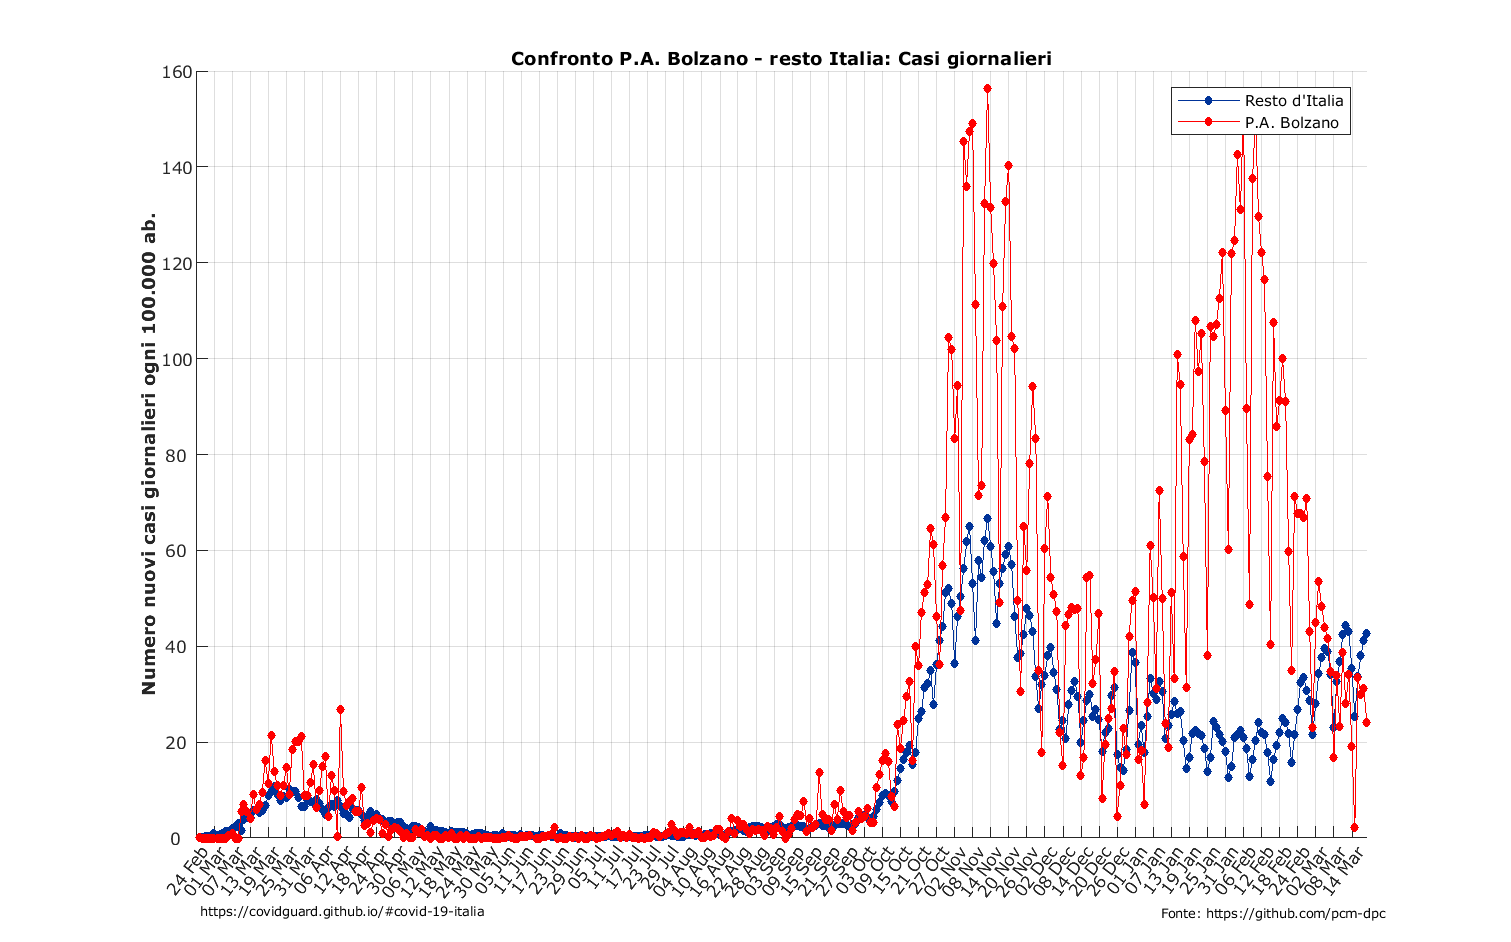 Confronto P.A. Bolzano - resto Italia: Casi giornalieri
Resto d'Italia
P.A. Bolzano
Numero nuovi casi giornalieri ogni 100.000 ab.
160
140
120
100
80
60
40
20
0
24 Feb
01 Mar
07 Mar
13 Mar
19 Mar
25 Mar
31 Mar
06 Apr
12 Apr
18 Apr
24 Apr
30 Apr
06 May
12 May
18 May
24 May
30 May
05 Jun
11 Jun
17 Jun
23 Jun
29 Jun
05 Jul
11 Jul
17 Jul
23 Jul
29 Jul
04 Aug
10 Aug
16 Aug
22 Aug
28 Aug
03 Sep
09 Sep
15 Sep
21 Sep
27 Sep
03 Oct
09 Oct
15 Oct
21 Oct
27 Oct
02 Nov
08 Nov
14 Nov
20 Nov
26 Nov
02 Dec
08 Dec
14 Dec
20 Dec
26 Dec
01 Jan
07 Jan
13 Jan
19 Jan
25 Jan
31 Jan
06 Feb
12 Feb
18 Feb
24 Feb
02 Mar
08 Mar
14 Mar
https://covidguard.github.io/#covid-19-italia
Fonte: https://github.com/pcm-dpc